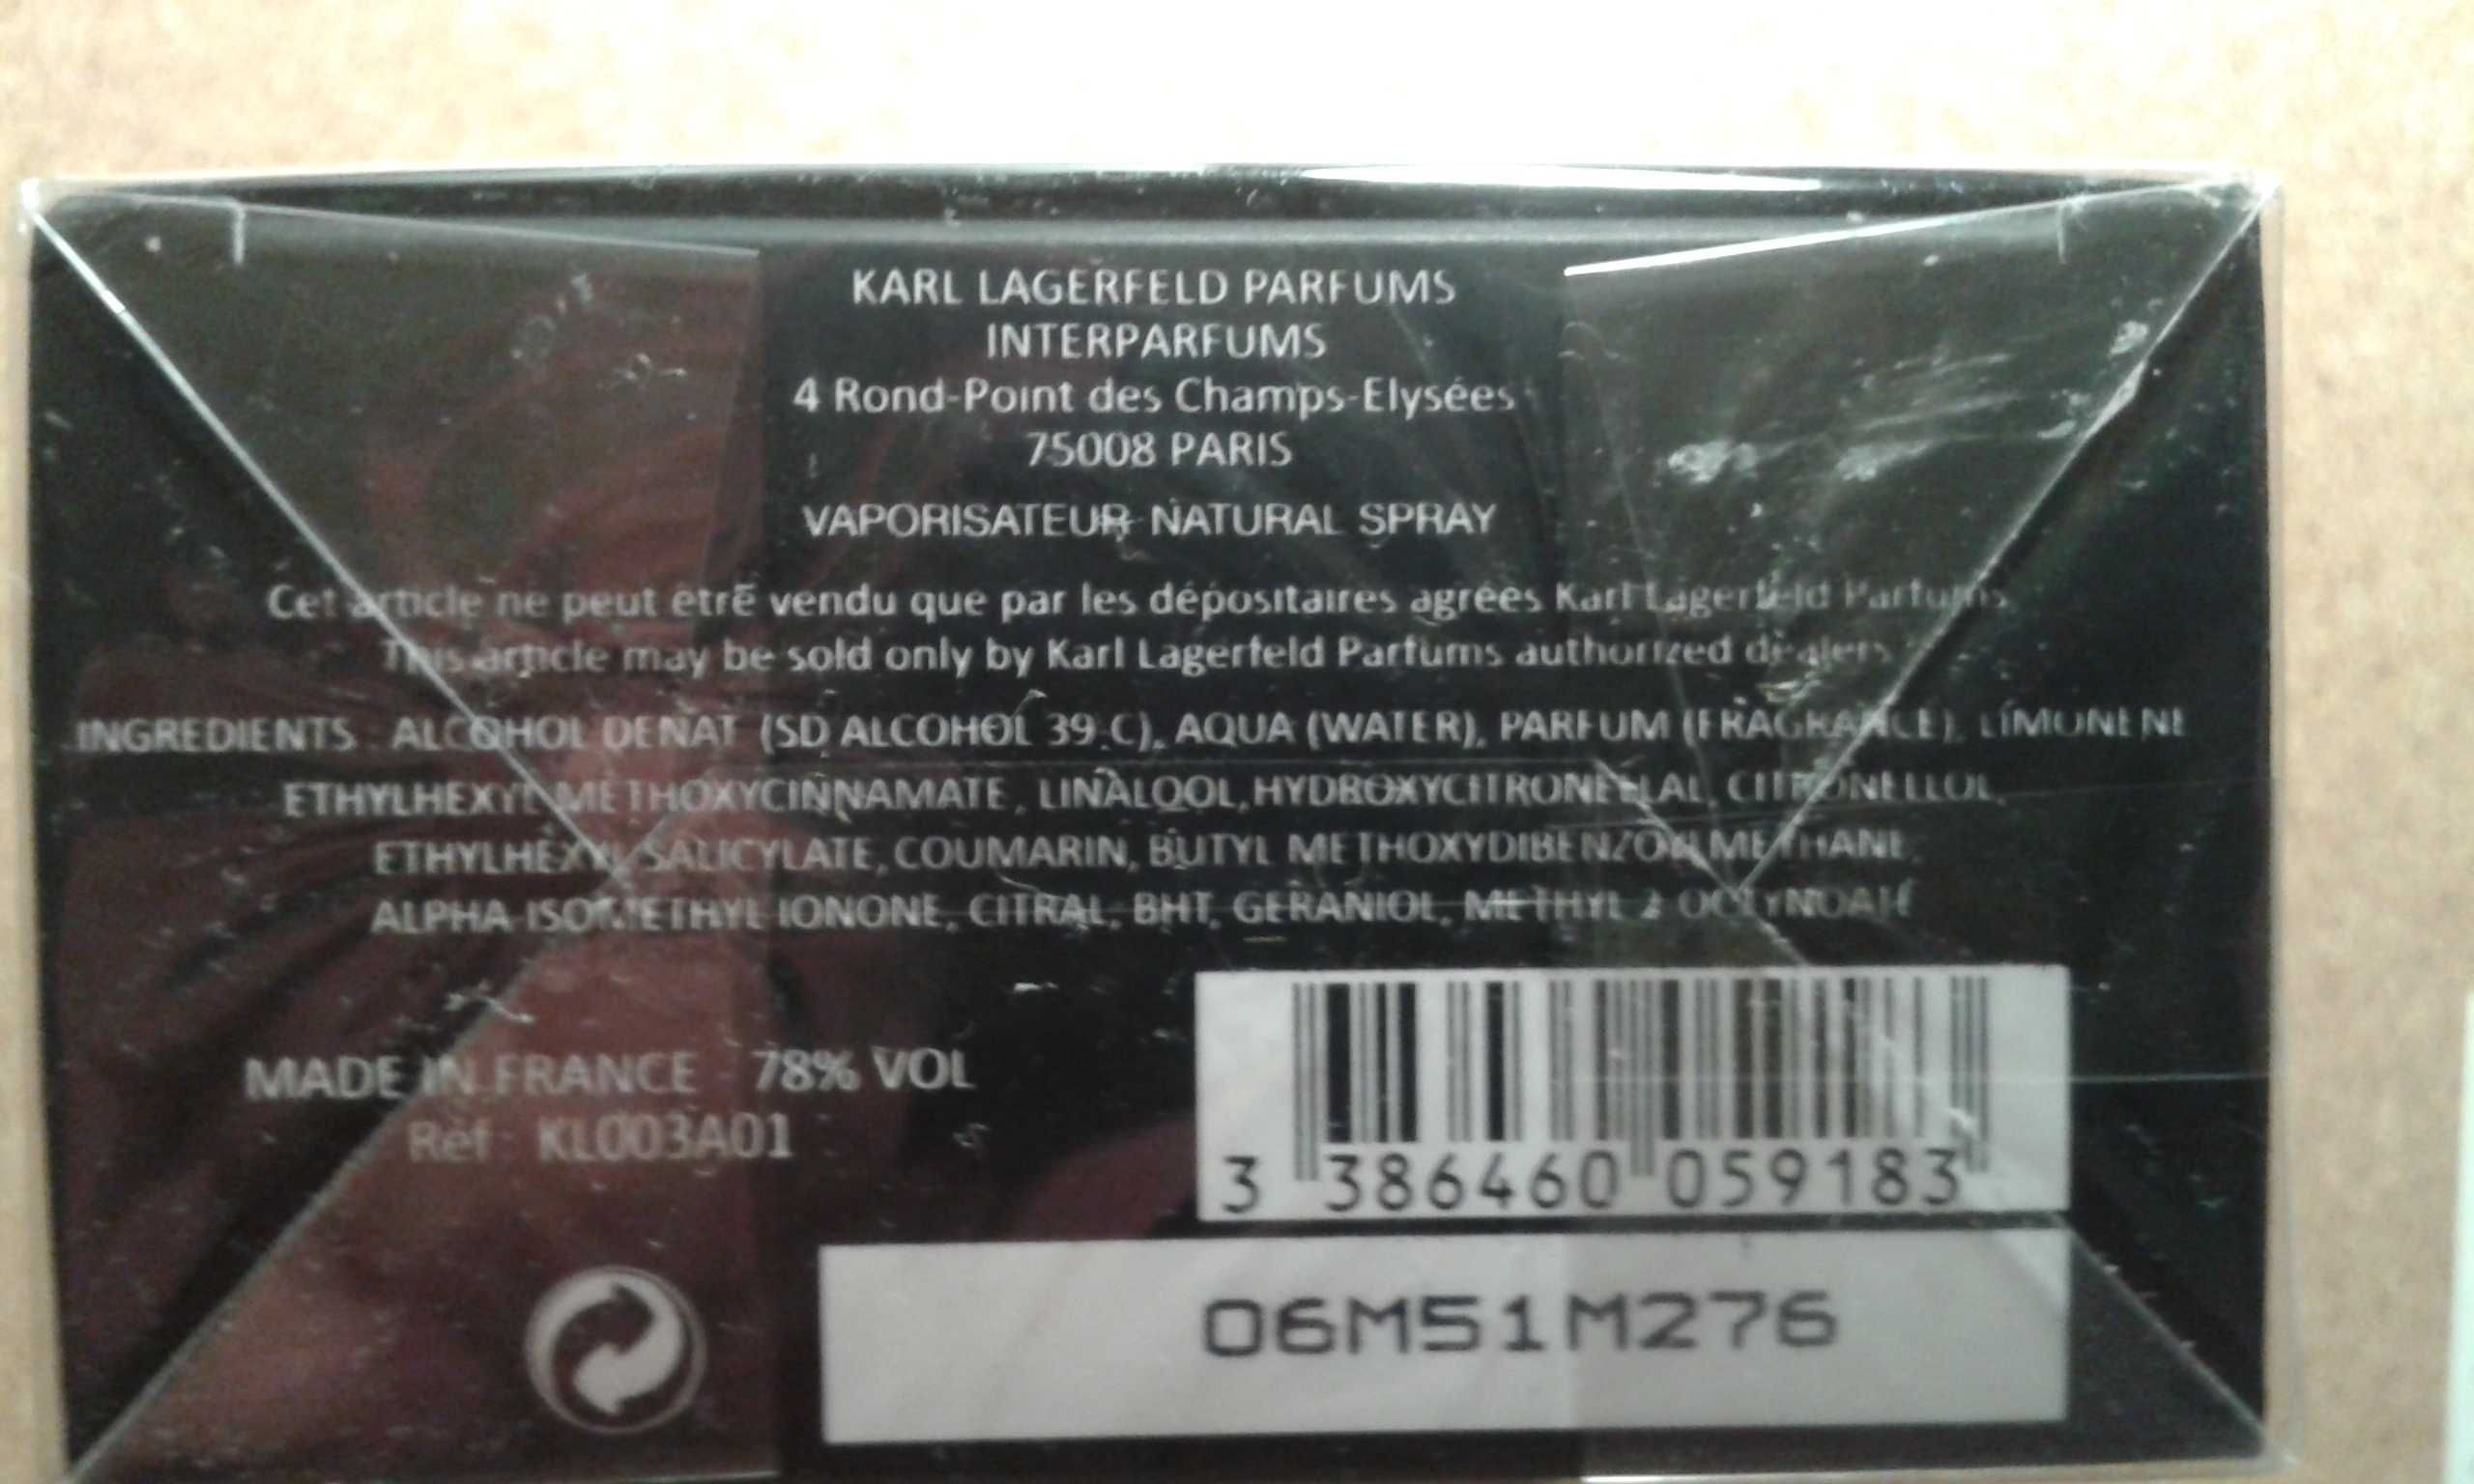 KARL LAGERFELD PARFUMS
INTERPARFUMS
4 Rond-Point des Champs-Elysées
75008 PARIS
VAPORISATEUR NATURAL SPRAY
Cet article ne peut être vendu que par les dépositaires agréés Karl Lagerfeld Parfums
This article may be sold only by Karl Lagerfeld Parfums authorized dealers
INGREDIENTS : ALCOHOL DENAT (SD ALCOHOL 39-C), AQUA (WATER), PARFUM (FRAGRANCE), LIMONENE
ETHYLHEXYL METHOXYCINNAMATE, LINALOOL, HYDROXYCITRONELLAL, CITRONELLOL,
ETHYLHEXYL SALICYLATE, COUMARIN, BUTYL METHOXYDIBENZOYLMETHANE,
ALPHA ISOMETHYL IONONE, CITRAL, BHT, GERANIOL, METHYL 2 OCTYNOATE
MADE IN FRANCE - 78% VOL
Réf : KL003A01
3 386460 059183
06M51M276